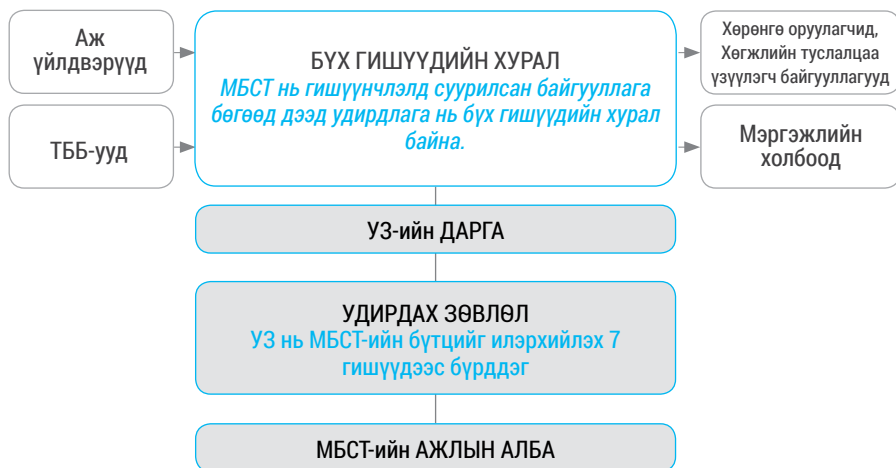 Аж
үйлдвэрүүд
ТББ-ууд
БҮХ ГИШҮҮДИЙН ХУРАЛ
МБСТ нь гишүүнчлэлд суурилсан байгууллага
бөгөөд дээд удирдлага нь бүх гишүүдийн хурал
байна.
Хөрөнгө оруулагчид,
Хөгжлийн туслалцаа
үзүүлэгч байгууллагууд
Мэргэжлийн
холбоод
УЗ-ийн ДАРГА
УДИРДАХ ЗӨВЛӨЛ
УЗ нь МБСТ-ийн бүтцийг илэрхийлэх 7
гишүүдээс бүрддэг
МБСТ-ийн АЖЛЫН АЛБА